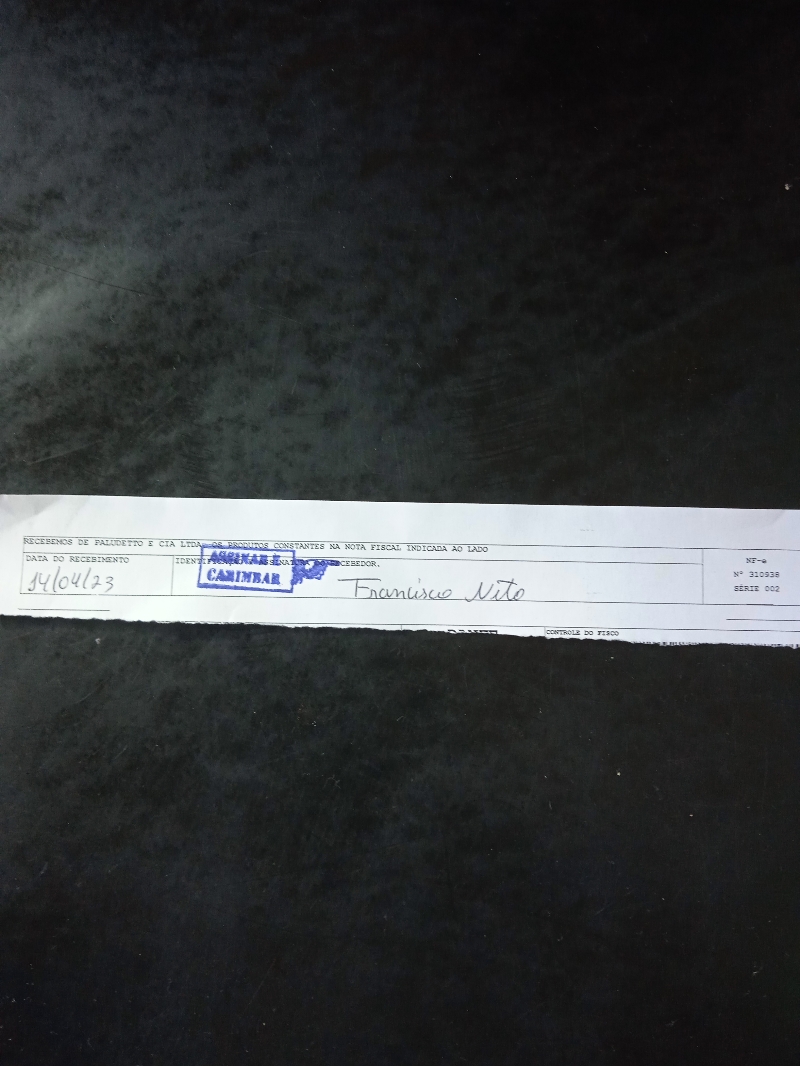 RECEBEMOS DE PALUDETTO E CIA LTDA OS PRODUTOS CONSTANTES NA NOTA FISCAL INDICADA AO LADO
DATA DO RECEBIMENTO
14/04/23
RECEBEDOR.
ASSINAR E
CARIMBAR
Francisco Nito
NF-e
Nº 310938
SÉRIE 002
CONTROLE DO FISCO